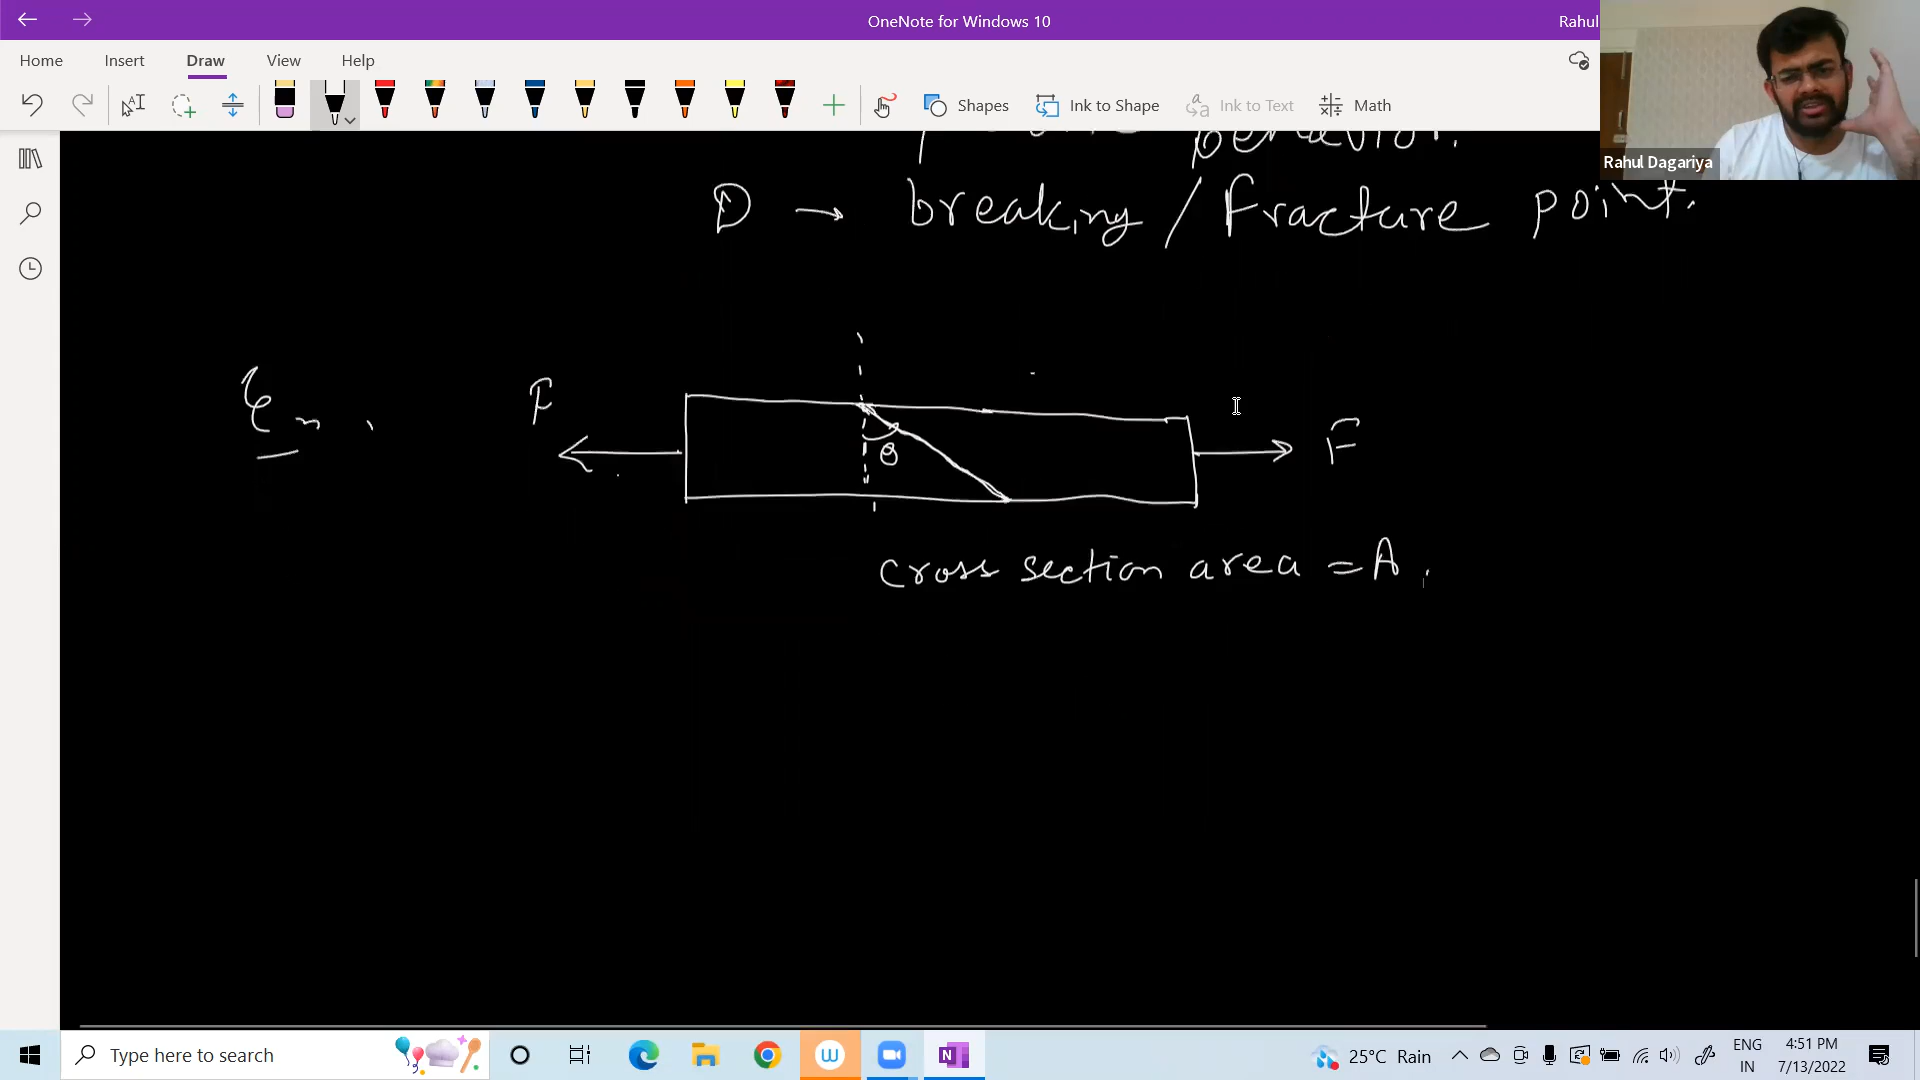 OneNote for Windows 10
Rahul
Home Insert Draw View Help
Shapes Ink to Shape Ink to Text Math
behavior.
Rahul Dagariya
D → breaking / fracture point.
F
F
θ
cross section area = A.
Type here to search
25°C Rain
ENG
IN
4:51 PM
7/13/2022